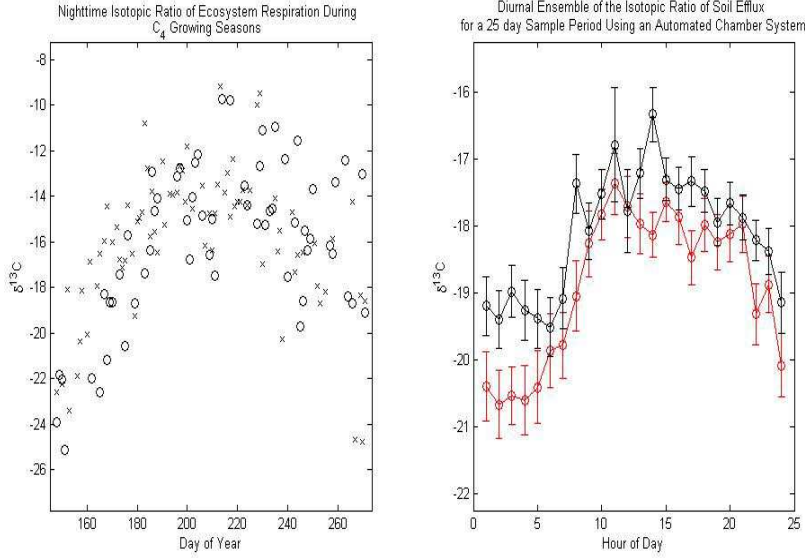 Nighttime Isotopic Ratio of Ecosystem Respiration During
C4 Growing Seasons
-8
-10
-12
-14
-16
-18
-20
-22
-24
-26
δ13C
160 180 200 220 240 260
Day of Year
Diurnal Ensemble of the Isotopic Ratio of Soil Efflux
for a 25 day Sample Period Using an Automated Chamber System
-16
-17
-18
-19
-20
-21
-22
δ13C
0 5 10 15 20 25
Hour of Day